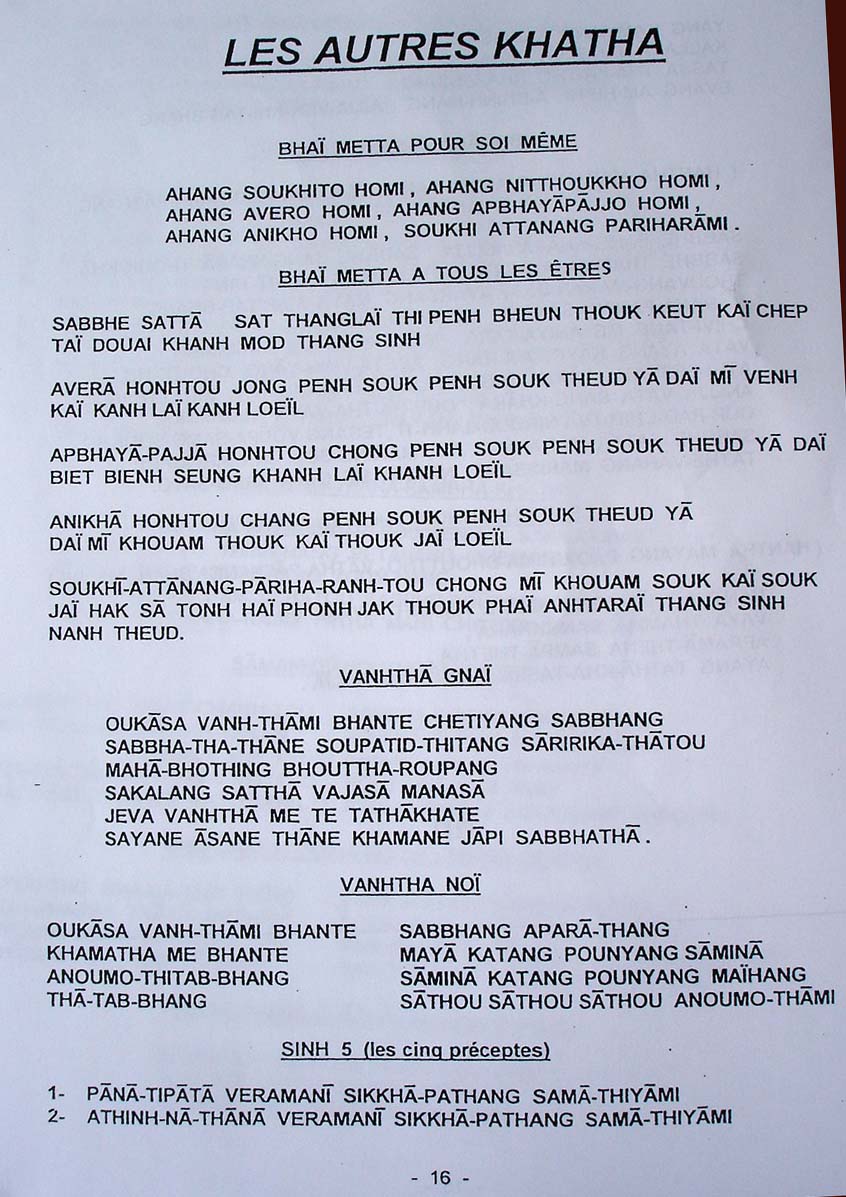 LES AUTRES KHATHA
BHAÏ METTA POUR SOI MÊME
AHANG SOUKHITO HOMI , AHANG NITTHOUKKHO HOMI ,
AHANG AVERO HOMI , AHANG APBHAYĀPĀJJO HOMI ,
AHANG ANIKHO HOMI , SOUKHI ATTANANG PARIHARĀMI .
BHAÏ METTA A TOUS LES ÊTRES
SABBHE SATTĀ SAT THANGLAÏ THI PENH BHEUN THOUK KEUT KAÏ CHEP
TAÏ DOUAI KHANH MOD THANG SINH
AVERĀ HONHTOU JONG PENH SOUK PENH SOUK THEUD YĀ DAÏ MĪ VENH
KAÏ KANH LAÏ KANH LOEÏL
APBHAYĀ-PAJJĀ HONHTOU CHONG PENH SOUK PENH SOUK THEUD YĀ DAÏ
BIET BIENH SEUNG KHANH LAÏ KHANH LOEÏL
ANIKHĀ HONHTOU CHANG PENH SOUK PENH SOUK THEUD YĀ
DAÏ MĪ KHOUAM THOUK KAÏ THOUK JAÏ LOEÏL
SOUKHĪ-ATTĀNANG-PĀRIHA-RANH-TOU CHONG MĪ KHOUAM SOUK KAÏ SOUK
JAÏ HAK SĀ TONH HAÏ PHONH JAK THOUK PHAÏ ANHTARAÏ THANG SINH
NANH THEUD.
VANHTHĀ GNAÏ
OUKĀSA VANH-THĀMI BHANTE CHETIYANG SABBHANG
SABBHA-THA-THĀNE SOUPATID-THITANG SĀRIRIKA-THĀTOU
MAHĀ-BHOTHING BHOUTTHA-ROUPANG
SAKALANG SATTHĀ VAJASĀ MANASĀ
JEVA VANHTHĀ ME TE TATHĀKHATE
SAYANE ĀSANE THĀNE KHAMANE JĀPI SABBHATHĀ .
VANHTHA NOÏ
OUKĀSA VANH-THĀMI BHANTE SABBHANG APARĀ-THANG
KHAMATHA ME BHANTE MAYĀ KATANG POUNYANG SĀMINĀ
ANOUMO-THITAB-BHANG SĀMINĀ KATANG POUNYANG MAÏHANG
THĀ-TAB-BHANG SĀTHOU SĀTHOU SĀTHOU ANOUMO-THĀMI
SINH 5 (les cinq préceptes)
1- PĀNĀ-TIPĀTĀ VERAMANĪ SIKKHĀ-PATHANG SAMĀ-THIYĀMI
2- ATHINH-NĀ-THĀNĀ VERAMANĪ SIKKHĀ-PATHANG SAMĀ-THIYĀMI
- 16 -